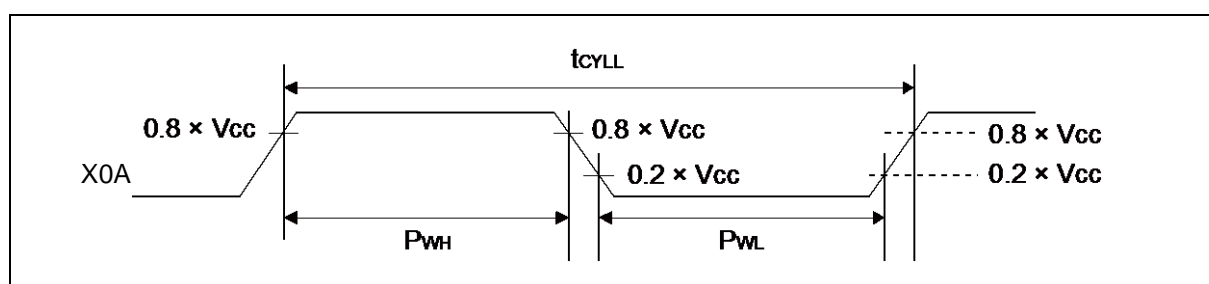 tCYLL
0.8 × Vcc
0.8 × Vcc
0.8 × Vcc
X0A
0.2 × Vcc
0.2 × Vcc
PWH
PWL